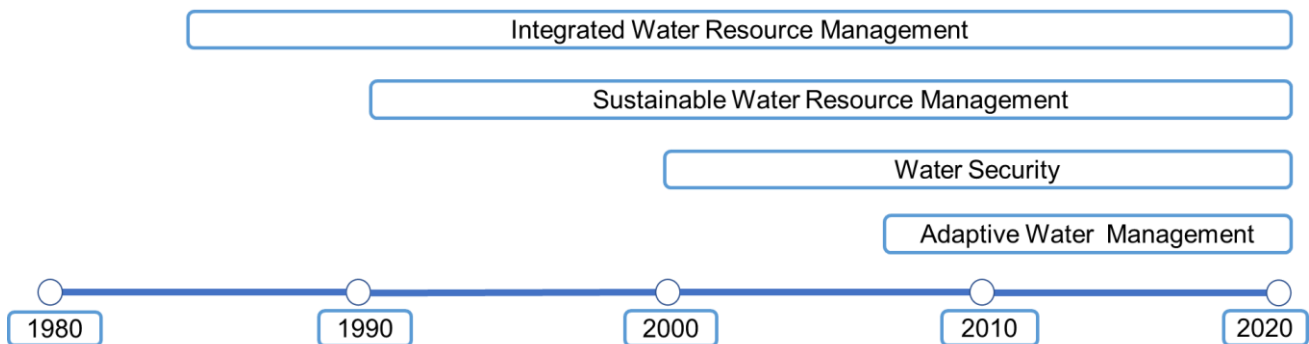 Integrated Water Resource Management
Sustainable Water Resource Management
Water Security
Adaptive Water Management
1980 1990 2000 2010 2020